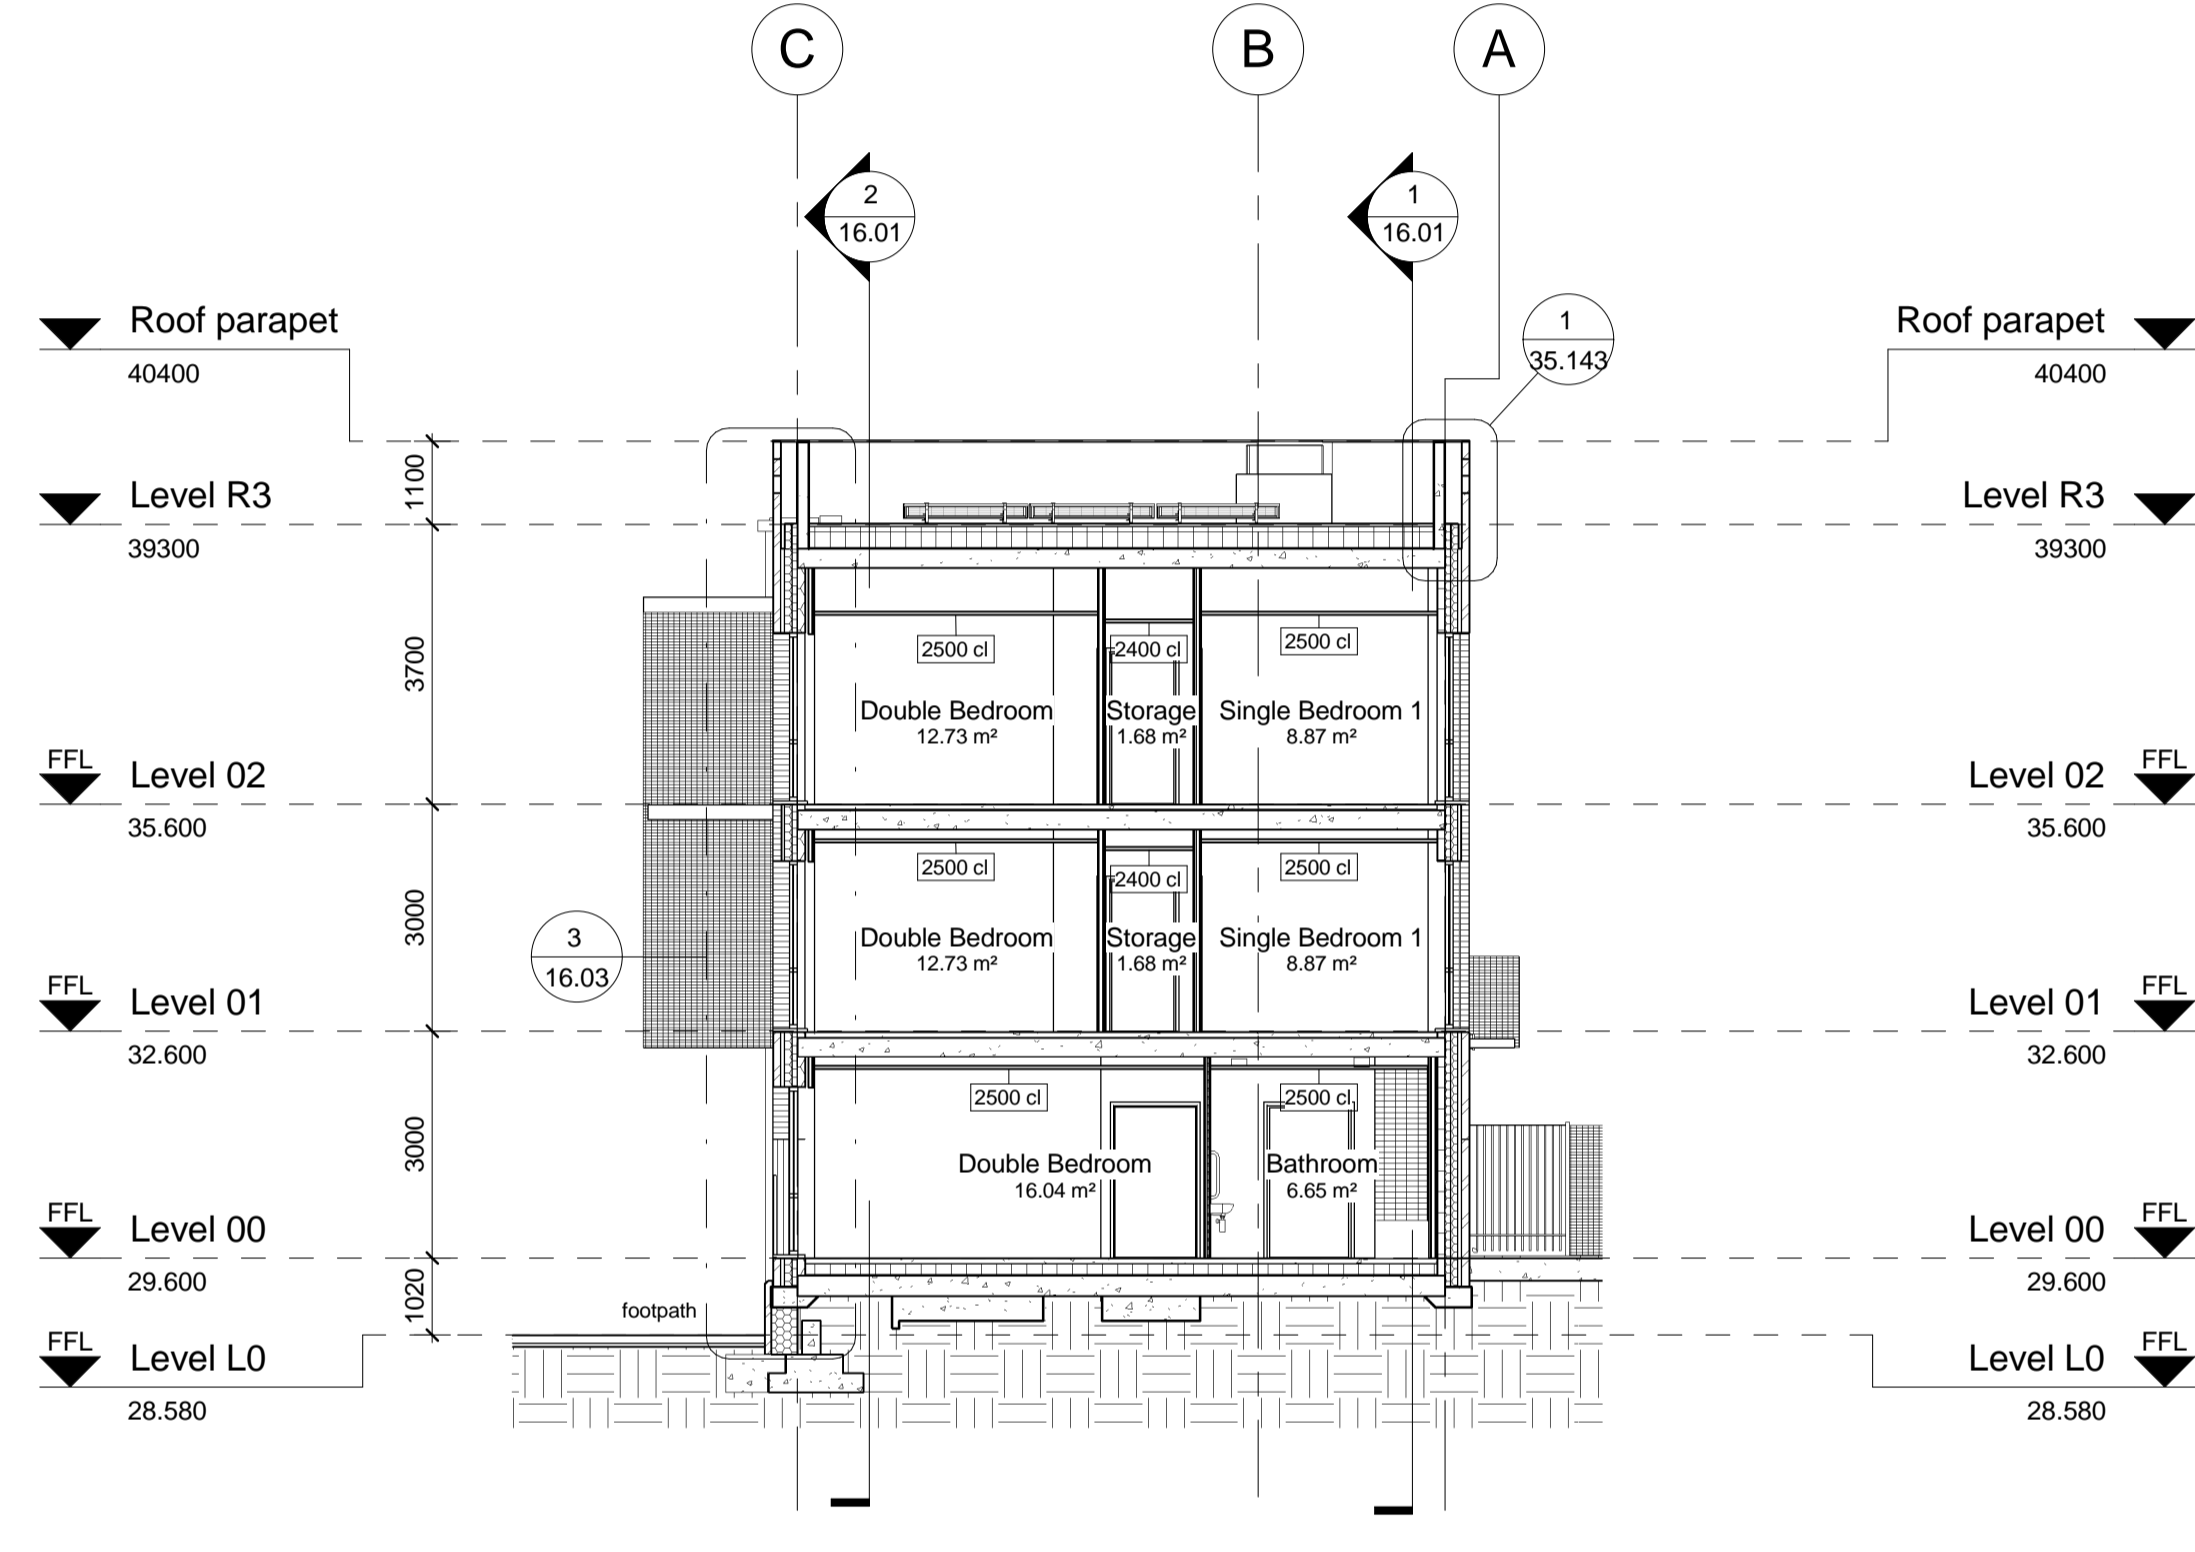 C
B
A
2
16.01
1
16.01
1
35.143
Roof parapet
40400
Roof parapet
40400
1100
Level R3
39300
Level R3
39300
3700
2500 cl
2400 cl
2500 cl
Double Bedroom
12.73 m²
Storage
1.68 m²
Single Bedroom 1
8.87 m²
FFL
Level 02
35.600
FFL
Level 02
35.600
3000
2500 cl
2400 cl
2500 cl
Double Bedroom
12.73 m²
Storage
1.68 m²
Single Bedroom 1
8.87 m²
3
16.03
FFL
Level 01
32.600
FFL
Level 01
32.600
3000
2500 cl
2500 cl
Double Bedroom
16.04 m²
Bathroom
6.65 m²
FFL
Level 00
29.600
FFL
Level 00
29.600
1020
footpath
FFL
Level L0
28.580
FFL
Level L0
28.580